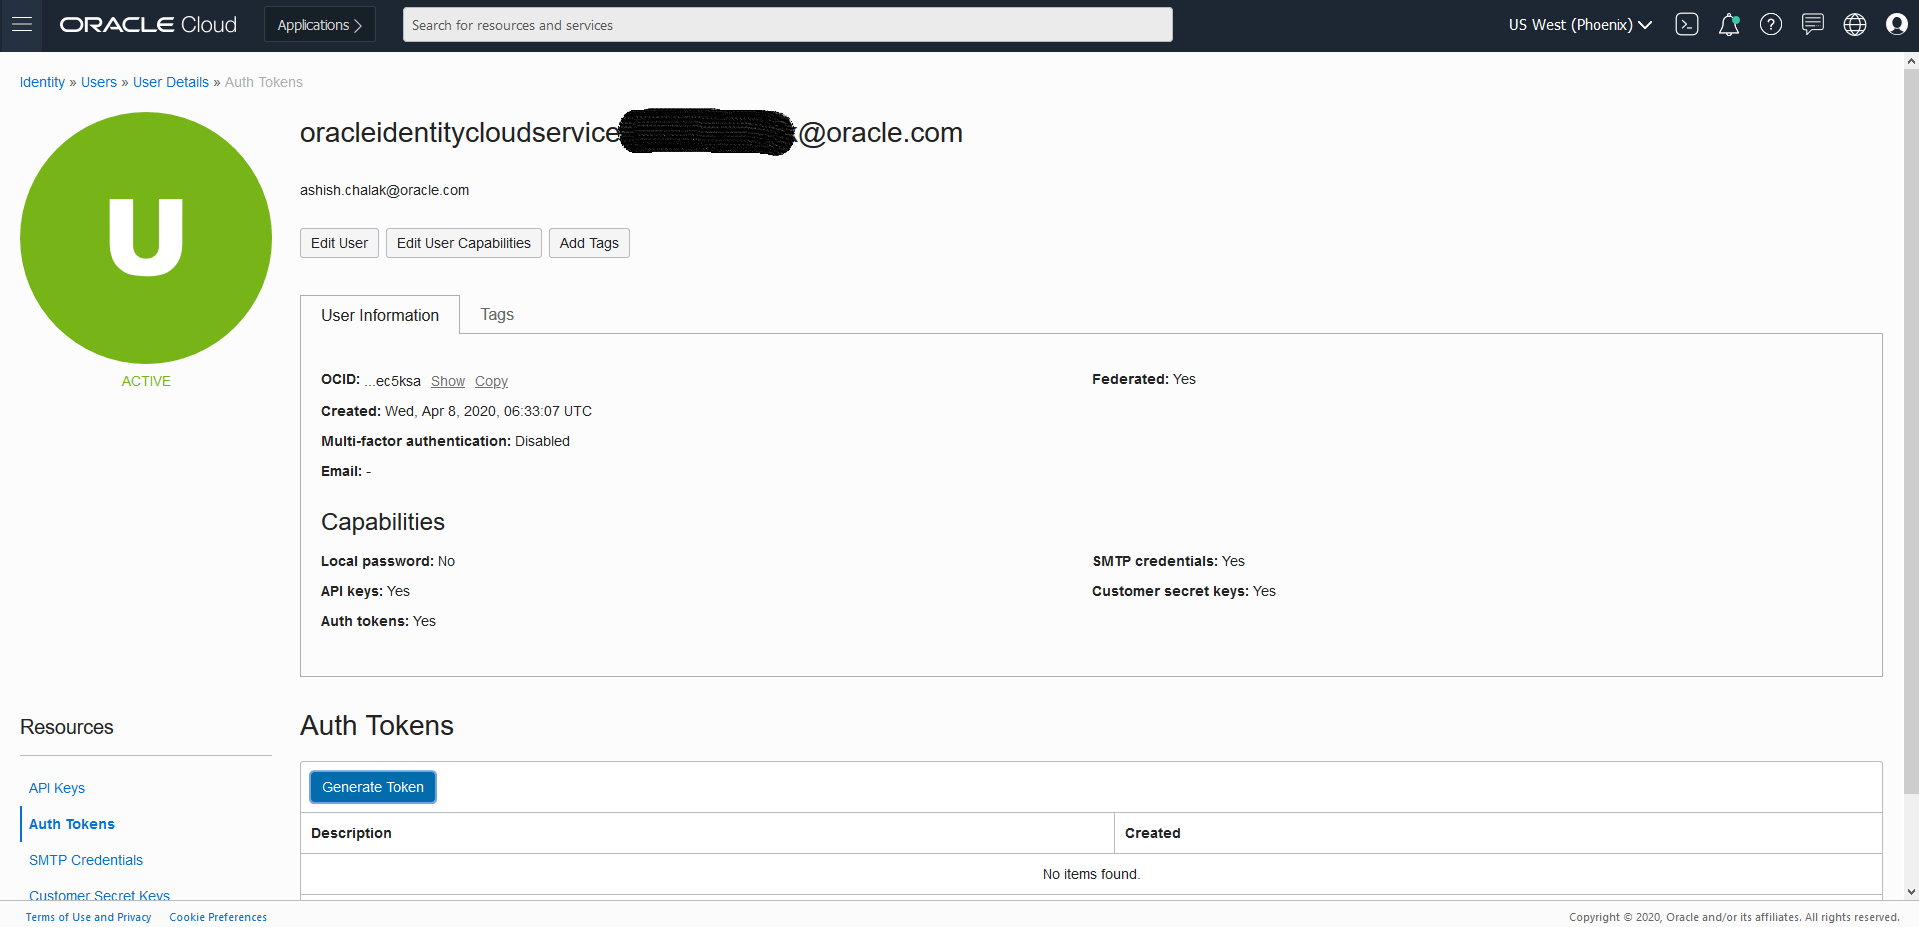 ORACLE Cloud Applications Search for resources and services US West (Phoenix)
Identity » Users » User Details » Auth Tokens
oracleidentitycloudservice @oracle.com
ashish.chalak@oracle.com
Edit User Edit User Capabilities Add Tags
U
ACTIVE
User Information Tags
OCID: ...ec5ksa Show Copy Federated: Yes
Created: Wed, Apr 8, 2020, 06:33:07 UTC
Multi-factor authentication: Disabled
Email: -
Capabilities
Local password: No SMTP credentials: Yes
API keys: Yes Customer secret keys: Yes
Auth tokens: Yes
Resources
API Keys
Auth Tokens
SMTP Credentials
Customer Secret Keys
Auth Tokens
Generate Token
Description Created
No items found.
Terms of Use and Privacy Cookie Preferences Copyright © 2020, Oracle and/or its affiliates. All rights reserved.